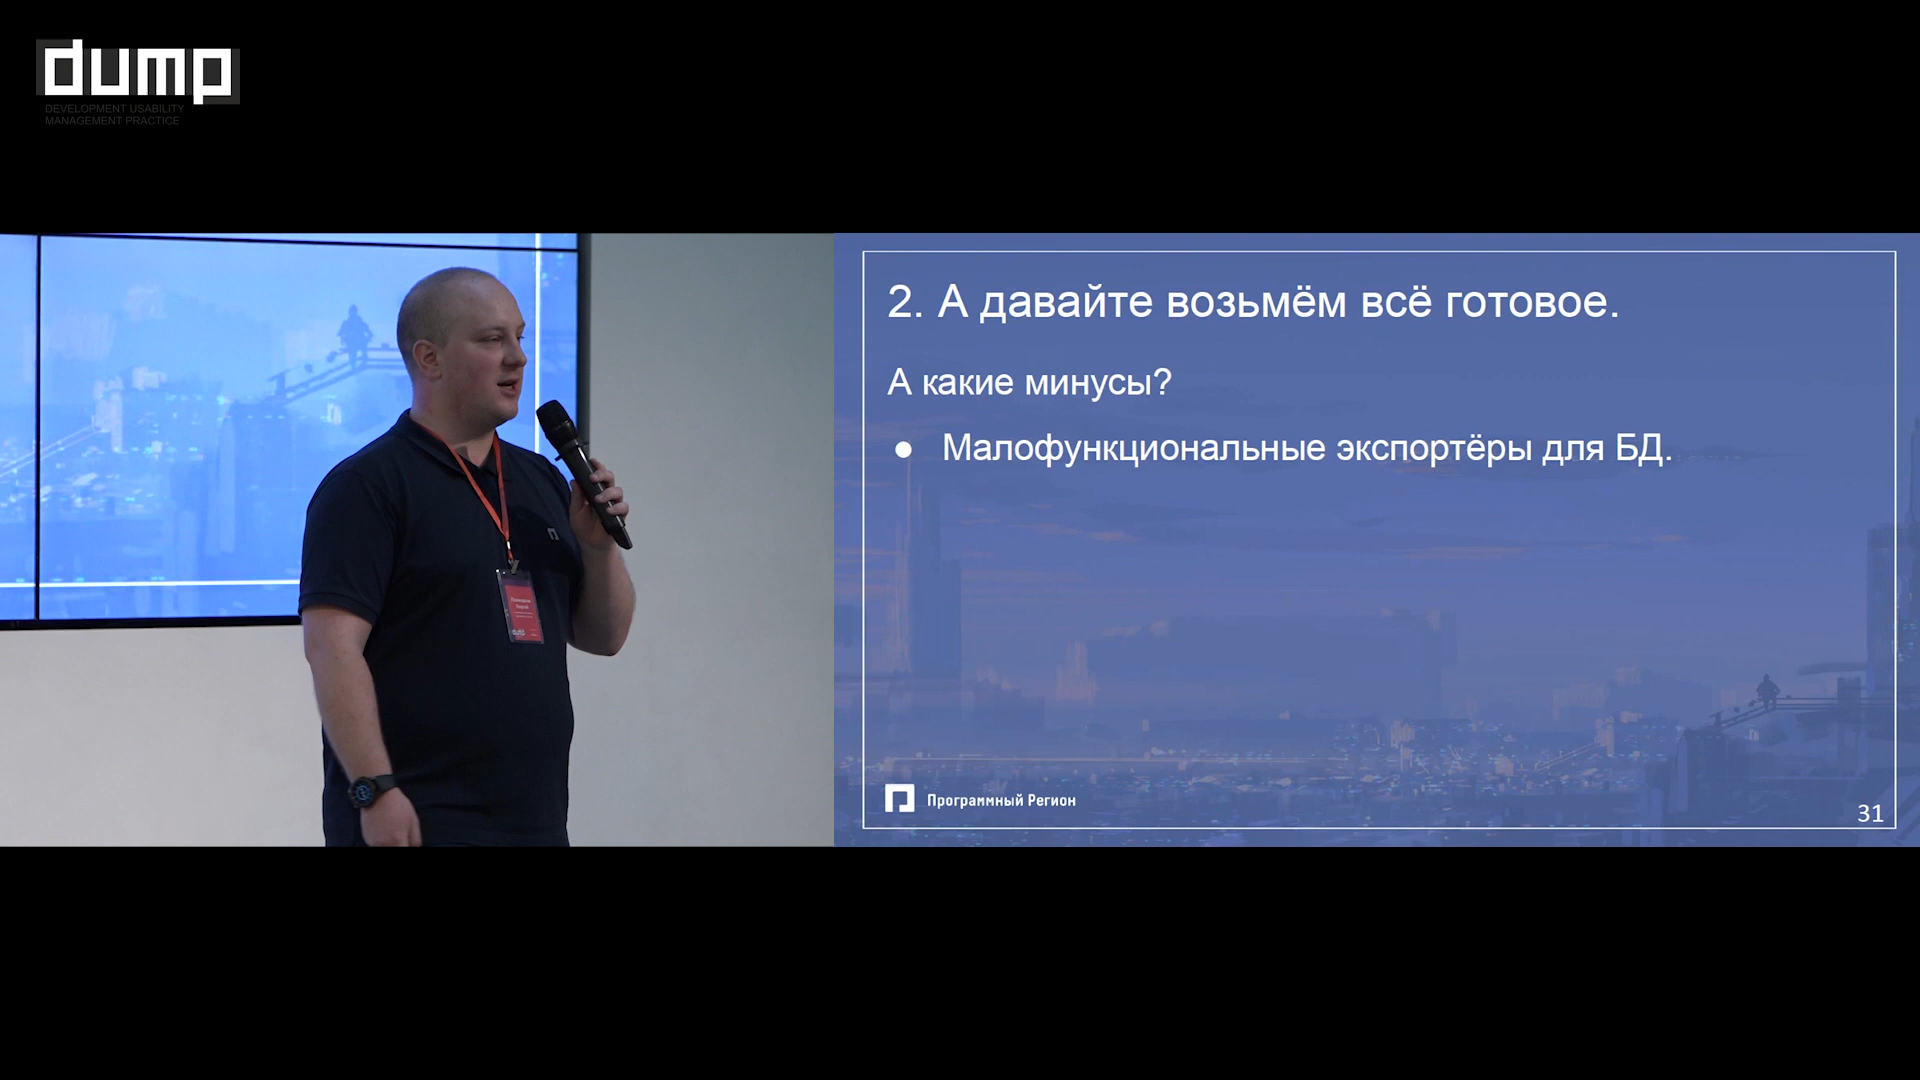 dump
DEVELOPMENT USABILITY
MANAGEMENT PRACTICE
2. А давайте возьмём всё готовое.
А какие минусы?
● Малофункциональные экспортёры для БД.
Программный Регион
31